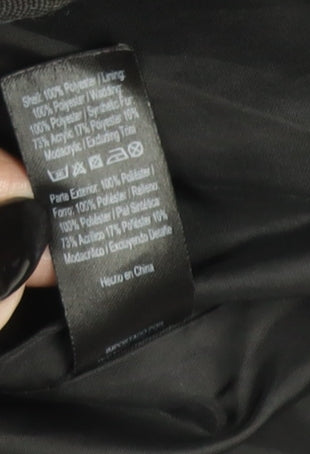 Shell: 100% Polyester / Lining:
100% Polyester / Wadding:
100% Polyester / Synthetic Fur:
73% Acrylic 17% Polyester 10%
Modacrylic / Excluding Trim
Parte Exterior: 100% Poliéster /
Forro: 100% Poliéster / Relleno:
100% Poliéster / Piel Sintética:
73% Acrílico 17% Poliéster 10%
Modacrílico / Excluyendo Detalle
Hecho en China
IMPORTADO POR